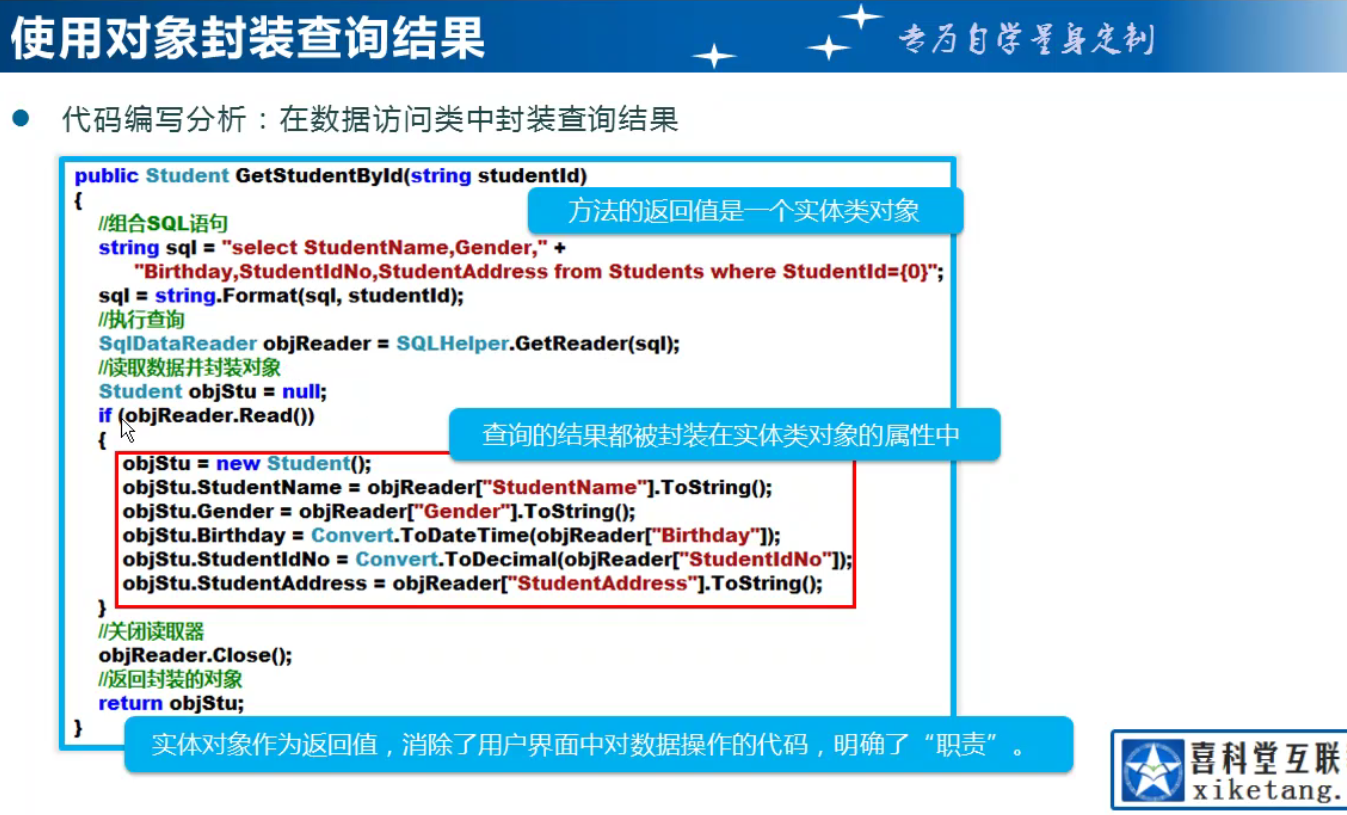 使用对象封装查询结果
专为自学量身定制
代码编写分析：在数据访问类中封装查询结果
public Student GetStudentById(string studentId)
{
方法的返回值是一个实体类对象
//组合SQL语句
string sql = "select StudentName,Gender," +
"Birthday,StudentIdNo,StudentAddress from Students where StudentId={0}";
sql = string.Format(sql, studentId);
//执行查询
SqlDataReader objReader = SQLHelper.GetReader(sql);
//读取数据并封装对象
Student objStu = null;
if (objReader.Read())
{
查询的结果都被封装在实体类对象的属性中
objStu = new Student();
objStu.StudentName = objReader["StudentName"].ToString();
objStu.Gender = objReader["Gender"].ToString();
objStu.Birthday = Convert.ToDateTime(objReader["Birthday"]);
objStu.StudentIdNo = Convert.ToDecimal(objReader["StudentIdNo"]);
objStu.StudentAddress = objReader["StudentAddress"].ToString();
}
//关闭读取器
objReader.Close();
//返回封装的对象
return objStu;
}
实体对象作为返回值，消除了用户界面中对数据操作的代码，明确了“职责”。
喜科堂互联
xiketang.